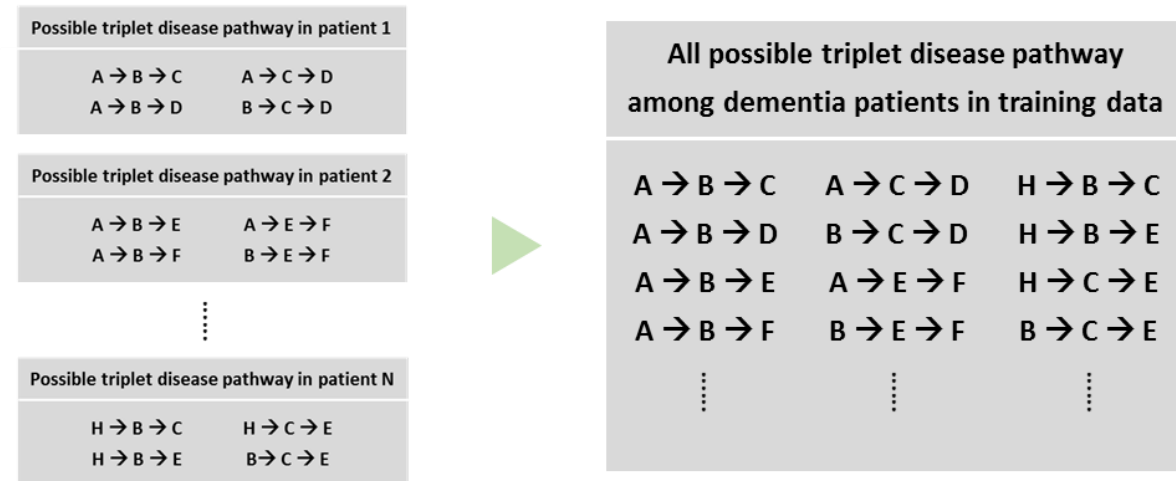 Possible triplet disease pathway in patient 1
A → B → C A → C → D
A → B → D B → C → D
Possible triplet disease pathway in patient 2
A → B → E A → E → F
A → B → F B → E → F
Possible triplet disease pathway in patient N
H → B → C H → C → E
H → B → E B→ C → E
All possible triplet disease pathway
among dementia patients in training data
A → B → C A → C → D H → B → C
A → B → D B → C → D H → B → E
A → B → E A → E → F H → C → E
A → B → F B → E → F B → C → E